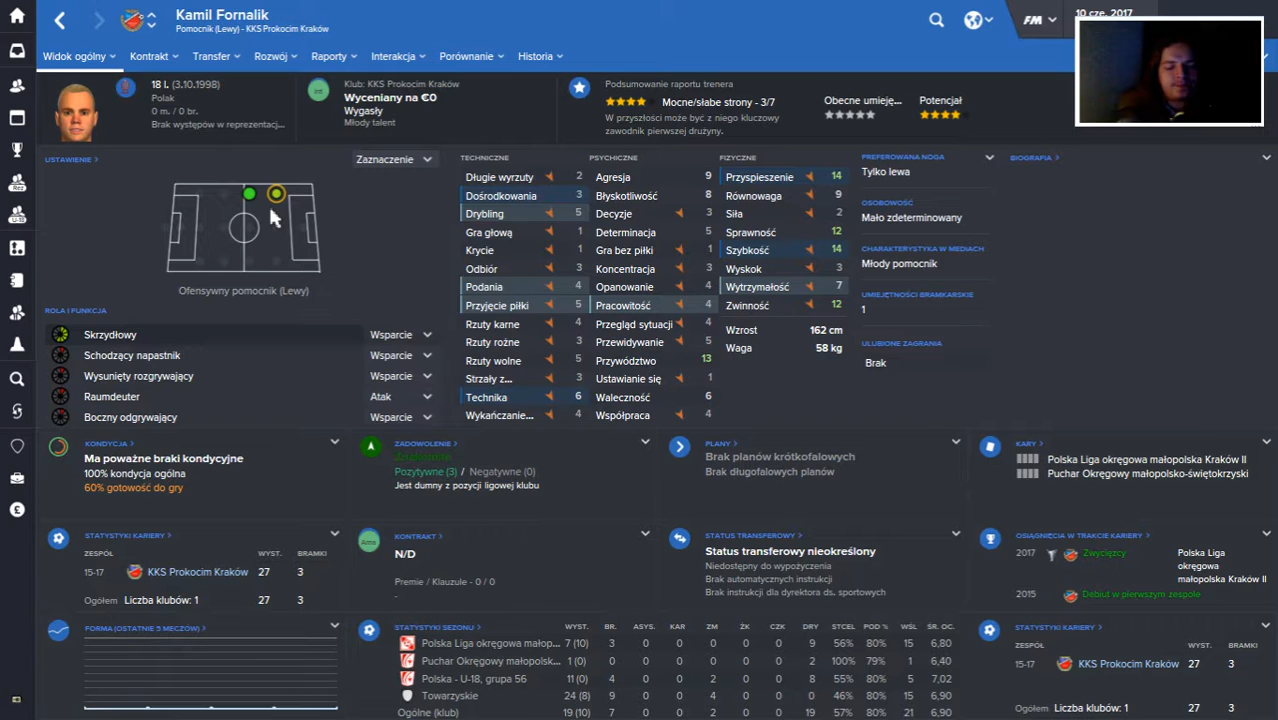 Kamil Fornalik
Pomocnik (Lewy) - KKS Prokocim Kraków
FM
10 cze. 2017
Widok ogólny Kontrakt Transfer Rozwój Raporty Interakcja Porównanie Historia
18 l. (3.10.1998)
Polak
0 m. / 0 br.
Brak występów w reprezentacj...
Int
Klub: KKS Prokocim Kraków
Wyceniany na €0
Wygasły
Młody talent
Podsumowanie raportu trenera
Mocne/słabe strony - 3/7
W przyszłości może być z niego kluczowy
zawodnik pierwszej drużyny.
Obecne umieję...
Potencjał
USTAWIENIE >
Zaznaczenie
Ofensywny pomocnik (Lewy)
ROLA I FUNKCJA
Skrzydłowy Wsparcie
Schodzący napastnik Wsparcie
Wysunięty rozgrywający Wsparcie
Raumdeuter Atak
Boczny odgrywający Wsparcie
TECHNICZNE
Długie wyrzuty 2
Dośrodkowania 3
Drybling 5
Gra głową 1
Krycie 1
Odbiór 3
Podania 4
Przyjęcie piłki 5
Rzuty karne 4
Rzuty rożne 3
Rzuty wolne 5
Strzały z... 3
Technika 6
Wykańczanie... 4
PSYCHICZNE
Agresja 9
Błyskotliwość 8
Decyzje 3
Determinacja 5
Gra bez piłki 1
Koncentracja 3
Opanowanie 4
Pracowitość 4
Przegląd sytuacji 4
Przewidywanie 5
Przywództwo 13
Ustawianie się 1
Waleczność 6
Współpraca 4
FIZYCZNE
Przyspieszenie 14
Równowaga 9
Siła 2
Sprawność 12
Szybkość 14
Wyskok 3
Wytrzymałość 7
Zwinność 12
Wzrost 162 cm
Waga 58 kg
PREFEROWANA NOGA
Tylko lewa
OSOBOWOŚĆ
Mało zdeterminowany
CHARAKTERYSTYKA W MEDIACH
Młody pomocnik
UMIEJĘTNOŚCI BRAMKARSKIE
1
ULUBIONE ZAGRANIA
Brak
BIOGRAFIA >
KONDYCJA >
Ma poważne braki kondycyjne
100% kondycja ogólna
60% gotowość do gry
ZADOWOLENIE >
Pozytywne (3) / Negatywne (0)
Jest dumny z pozycji ligowej klubu
PLANY >
Brak planów krótkofalowych
Brak długofalowych planów
KARY >
Polska Liga okręgowa małopolska Kraków II
Puchar Okręgowy małopolsko-świętokrzyski
STATYSTYKI KARIERY >
ZESPÓŁ WYST. BRAMKI
15-17 KKS Prokocim Kraków 27 3
Ogółem Liczba klubów: 1 27 3
Ama
KONTRAKT >
N/D
Premie / Klauzule - 0 / 0
-
STATUS TRANSFEROWY >
Status transferowy nieokreślony
Niedostępny do wypożyczenia
Brak automatycznych instrukcji
Brak instrukcji dla dyrektora ds. sportowych
OSIĄGNIĘCIA W TRAKCIE KARIERY >
2017 Zwycięzcy Polska Liga
okręgowa
małopolska Kraków II
2015 Debiut w pierwszym zespole
FORMA (OSTATNIE 5 MECZÓW) >
STATYSTYKI SEZONU > WYST. BR. ASYS. KAR ZM ŻK CZK DRY STCEL POD % WŚL ŚR. OC.
Polska Liga okręgowa małop... 7 (10) 3 0 0 0 0 0 9 56% 80% 15 6,80
Puchar Okręgowy małopolsk... 1 (0) 0 0 0 0 0 0 2 100% 79% 1 6,40
Polska - U-18, grupa 56 11 (0) 4 0 0 2 0 0 8 55% 80% 5 7,02
Towarzyskie 24 (8) 9 0 0 4 0 0 0 46% 80% 15 6,90
Ogólne (klub) 19 (10) 7 0 0 2 0 0 19 57% 80% 21 6,90
STATYSTYKI KARIERY >
ZESPÓŁ WYST. BRAMKI
15-17 KKS Prokocim Kraków 27 3
Ogółem Liczba klubów: 1 27 3